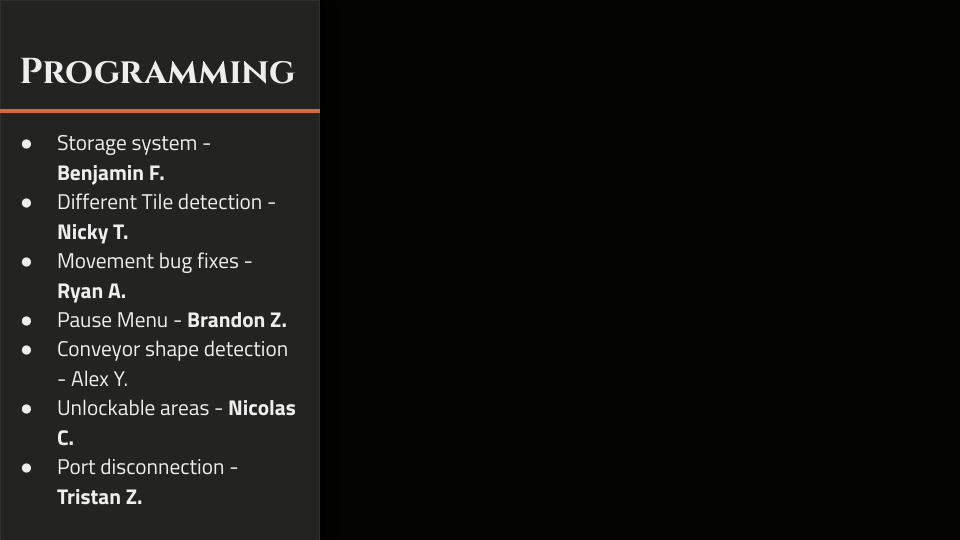 Programming
● Storage system -
Benjamin F.
● Different Tile detection -
Nicky T.
● Movement bug fixes -
Ryan A.
● Pause Menu - Brandon Z.
● Conveyor shape detection
- Alex Y.
● Unlockable areas - Nicolas
C.
● Port disconnection -
Tristan Z.